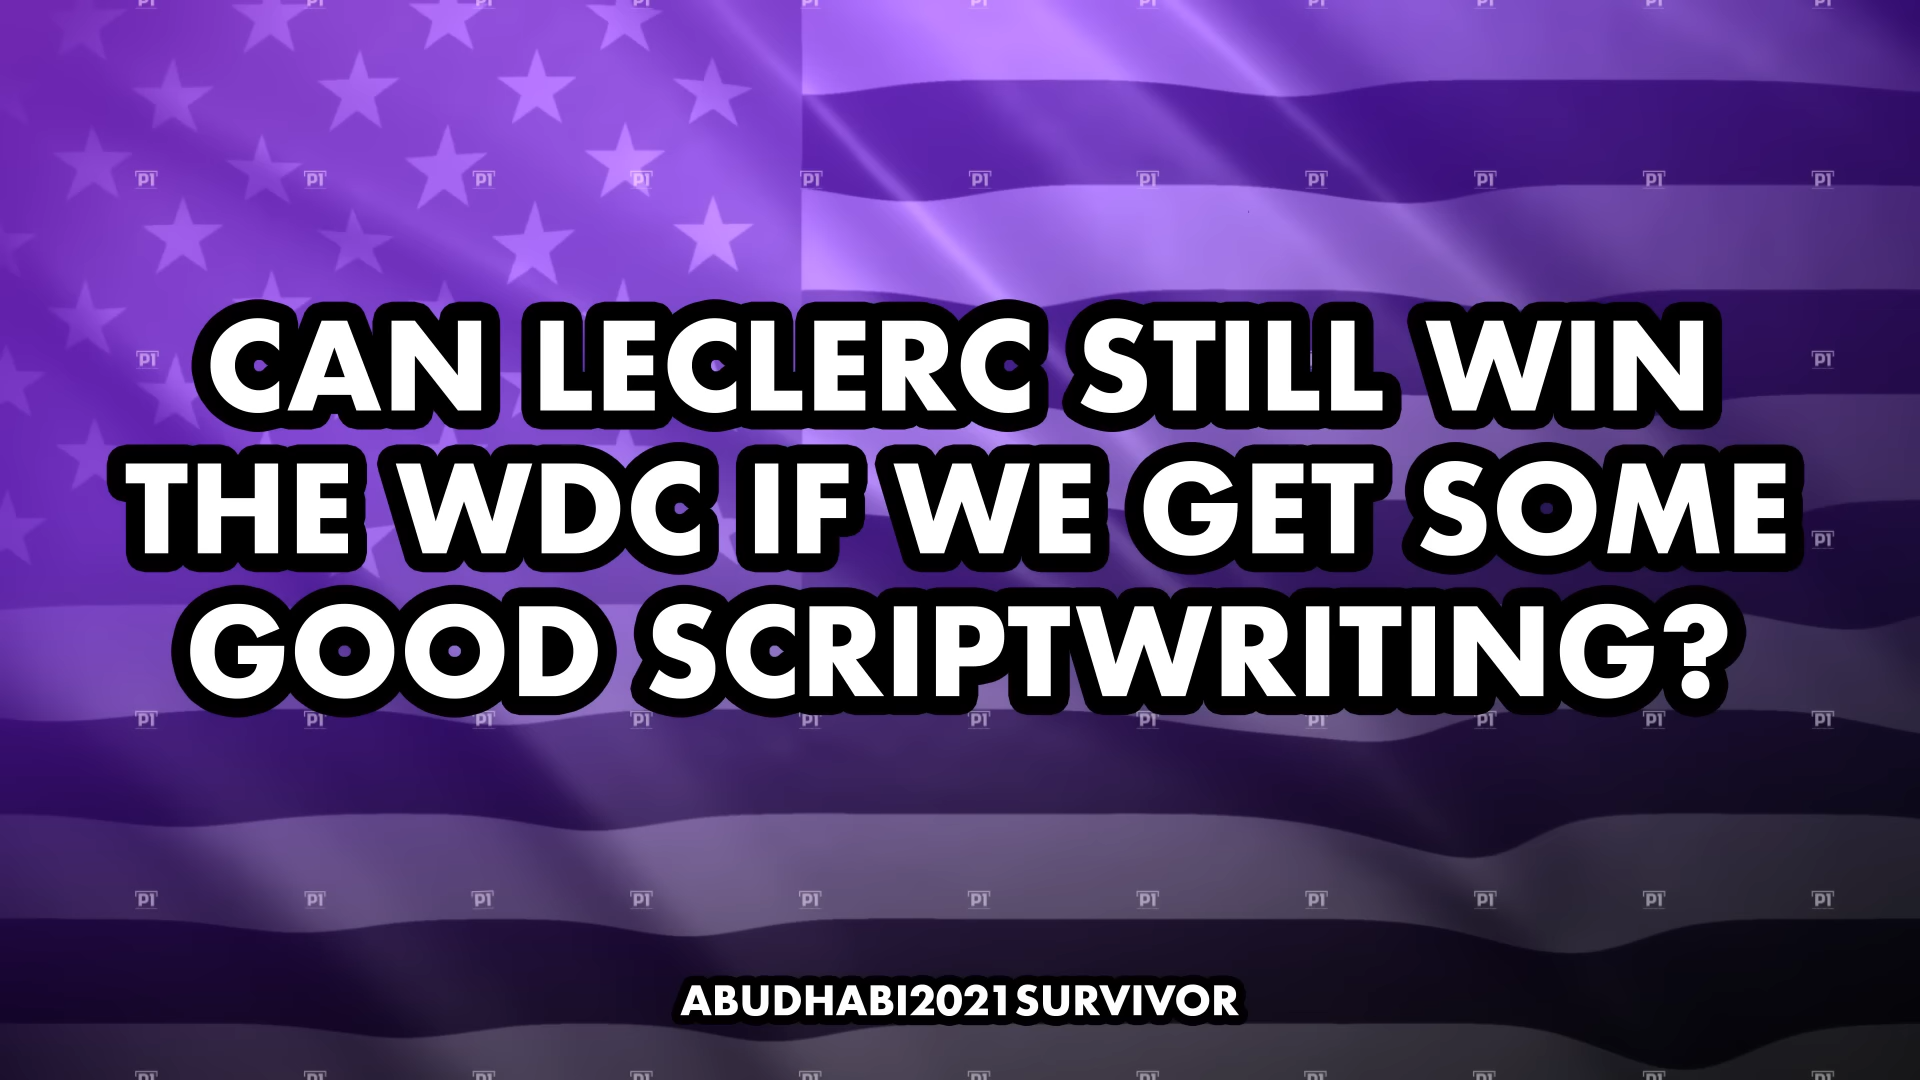 CAN LECLERC STILL WIN
THE WDC IF WE GET SOME
GOOD SCRIPTWRITING?
ABUDHABI2021SURVIVOR